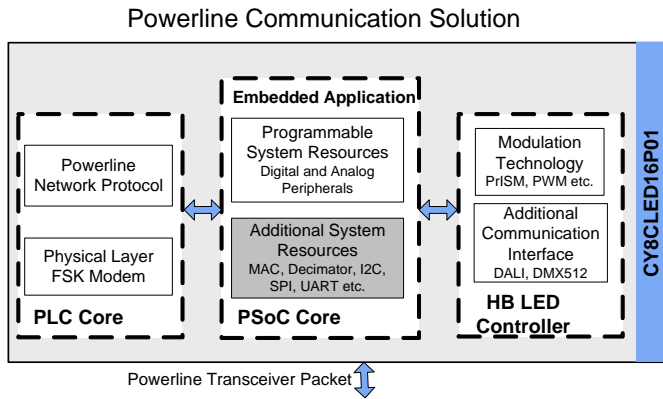 Powerline Communication Solution
Powerline
Network Protocol
Physical Layer
FSK Modem
PLC Core
Embedded Application
Programmable
System Resources
Digital and Analog
Peripherals
Additional System
Resources
MAC, Decimator, I2C,
SPI, UART etc.
PSoC Core
Modulation
Technology
PrISM, PWM etc.
Additional
Communication
Interface
DALI, DMX512
HB LED
Controller
CY8CLED16P01
Powerline Transceiver Packet